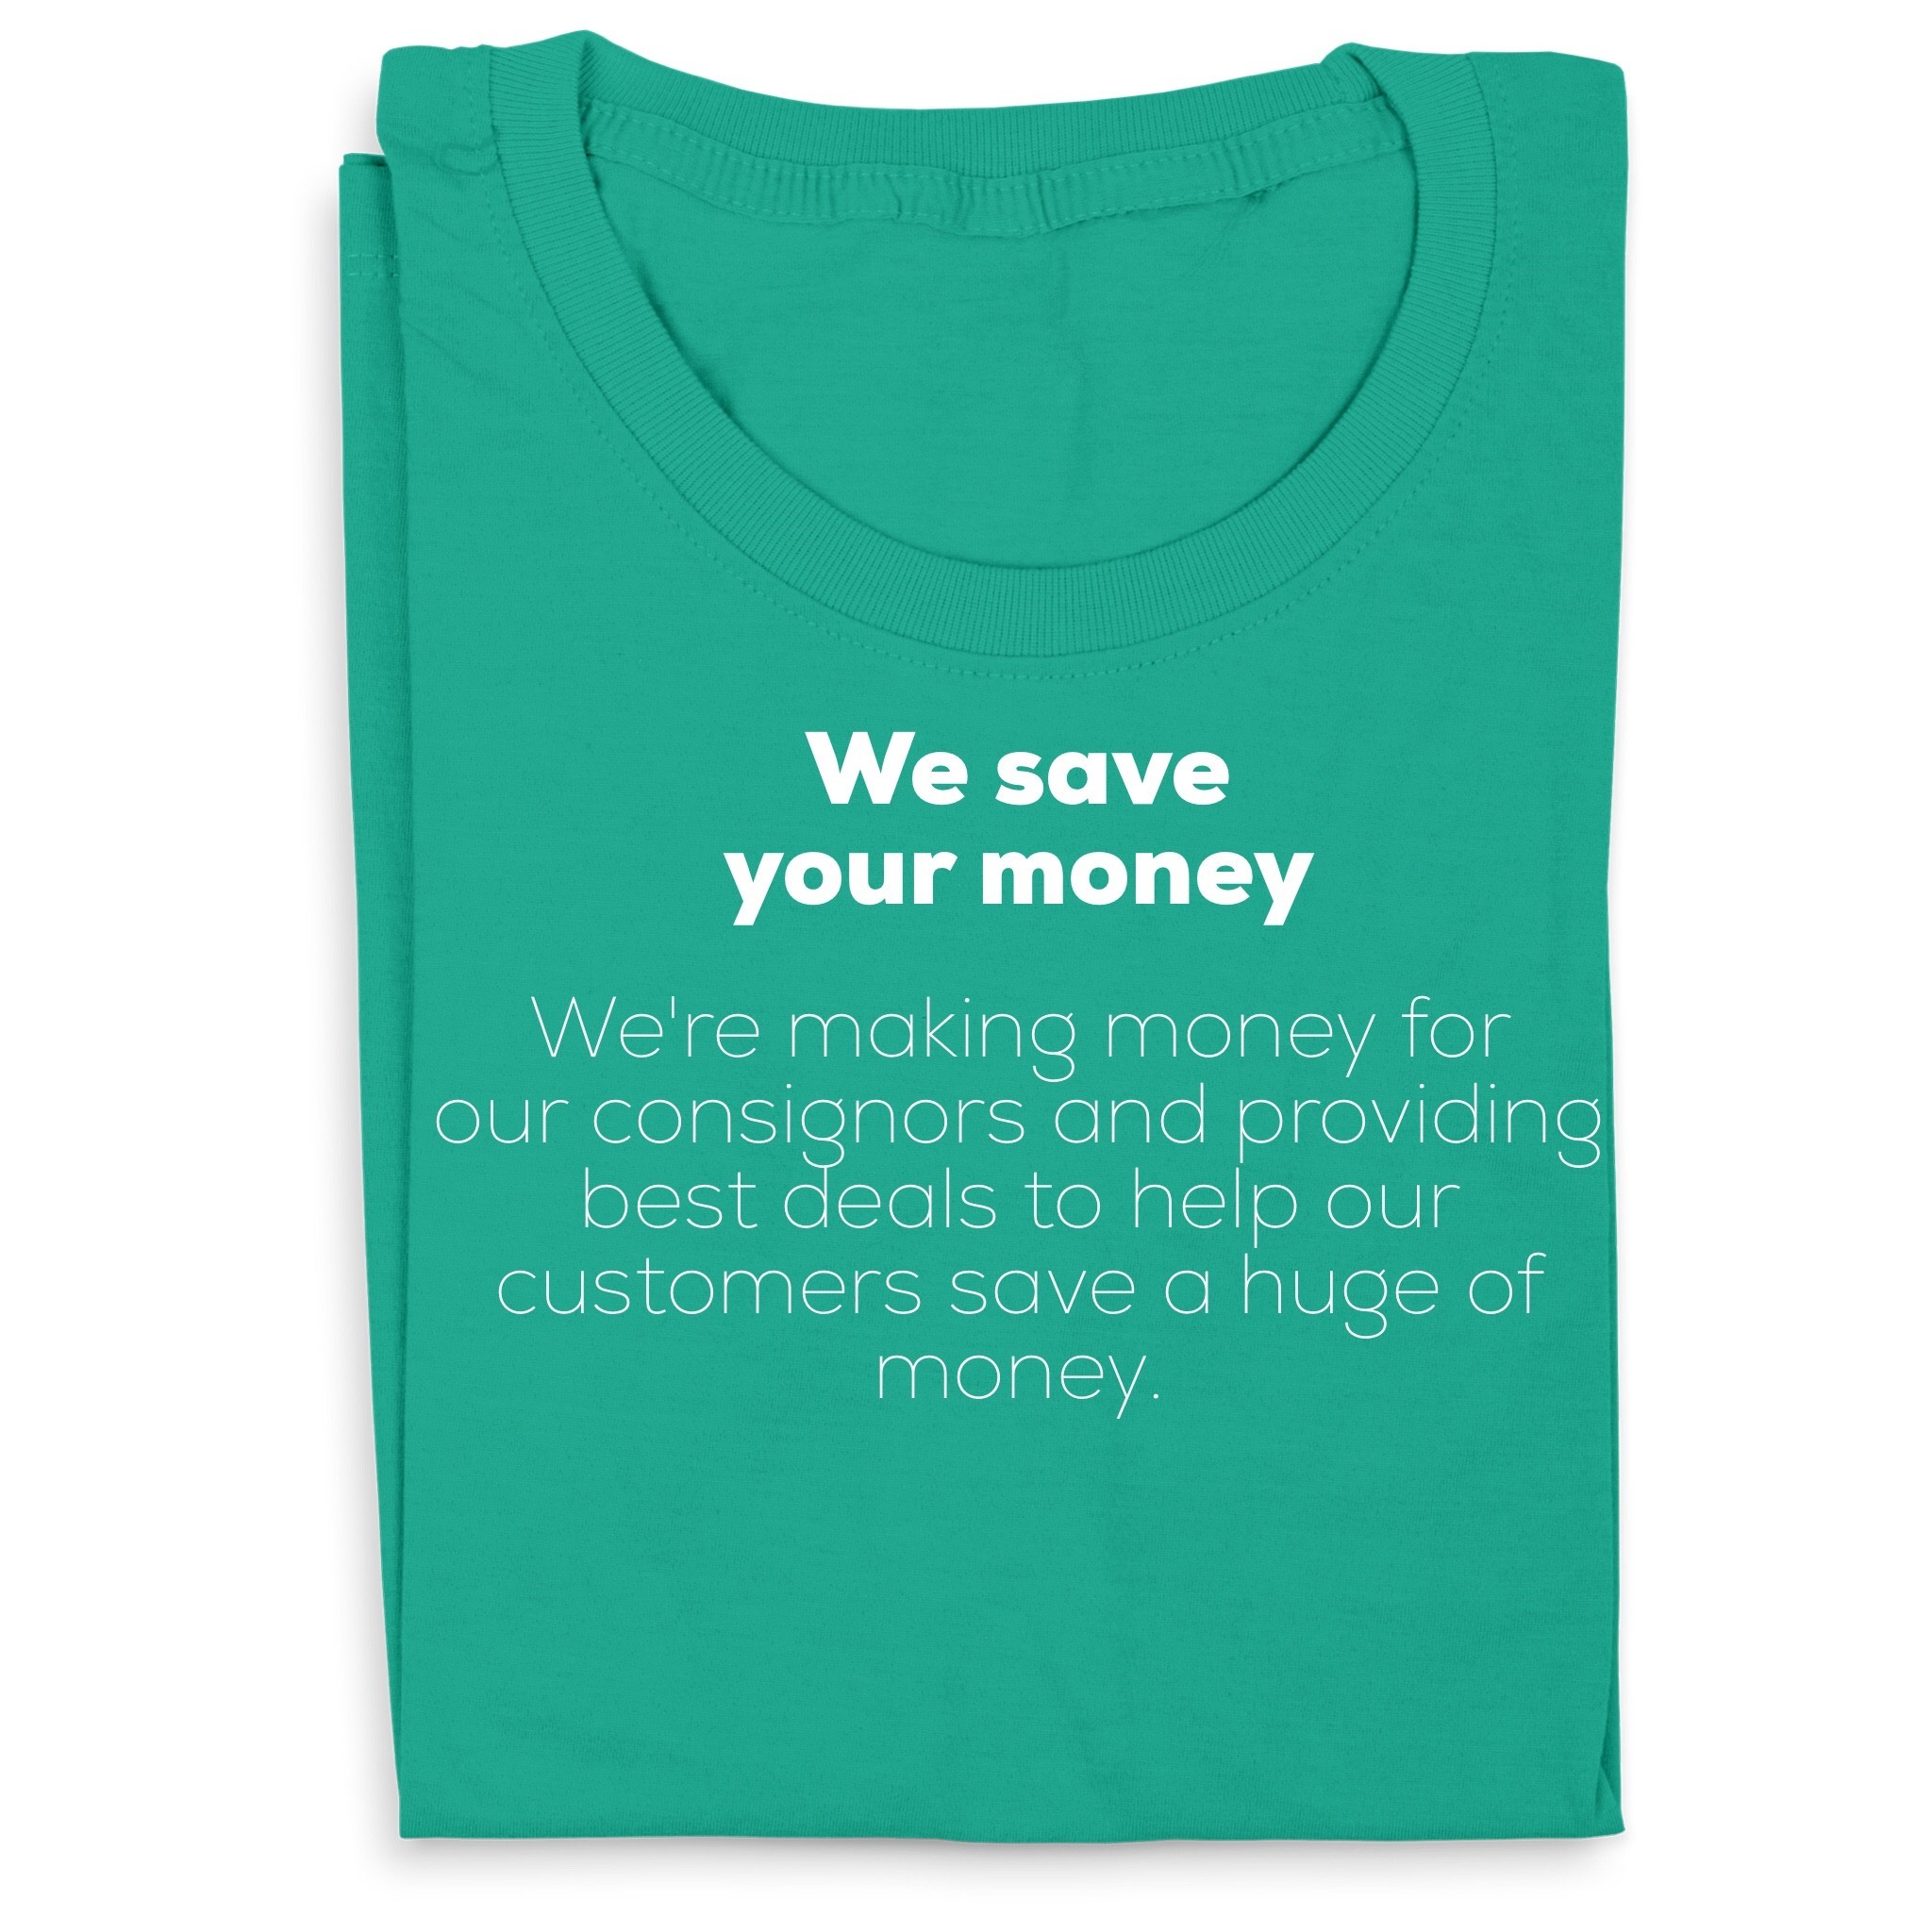 We save
your money
We're making money for
our consignors and providing
best deals to help our
customers save a huge of
money.